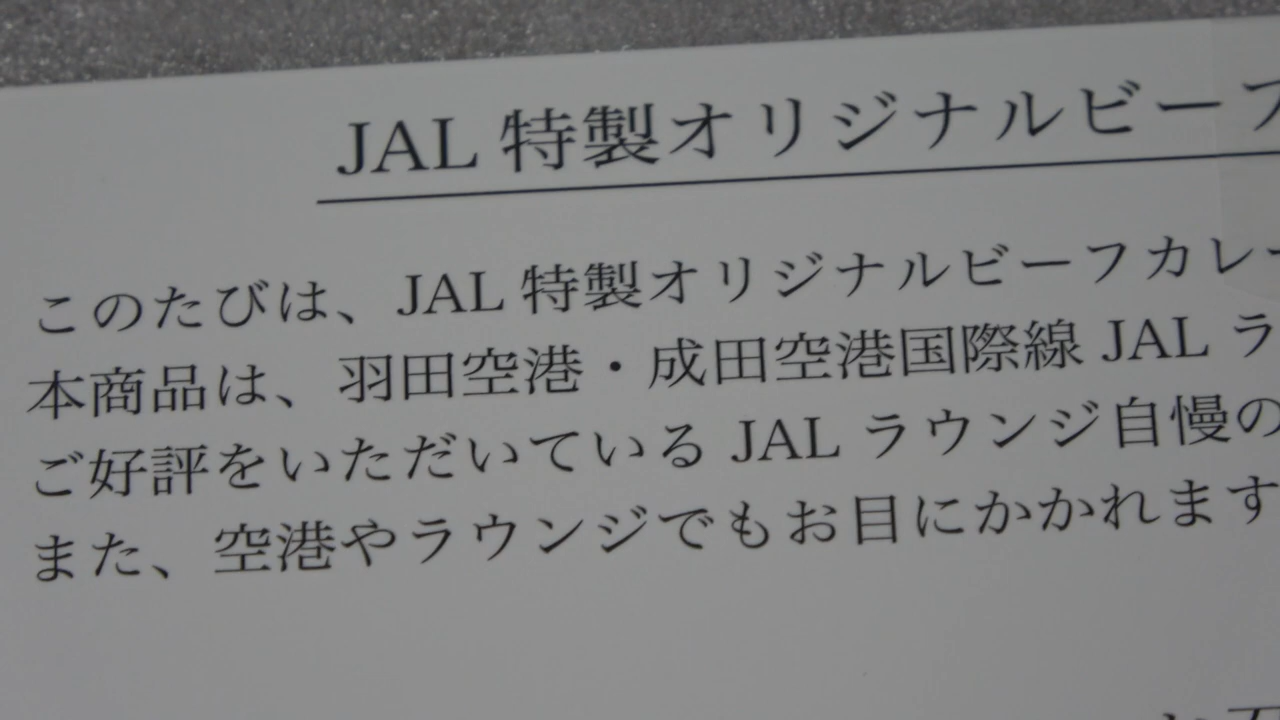 JAL 特製オリジナルビーフ
このたびは、JAL 特製オリジナルビーフカレー
本商品は、羽田空港・成田空港国際線 JAL ラ
ご好評をいただいている JAL ラウンジ自慢の
また、空港やラウンジでもお目にかかれます